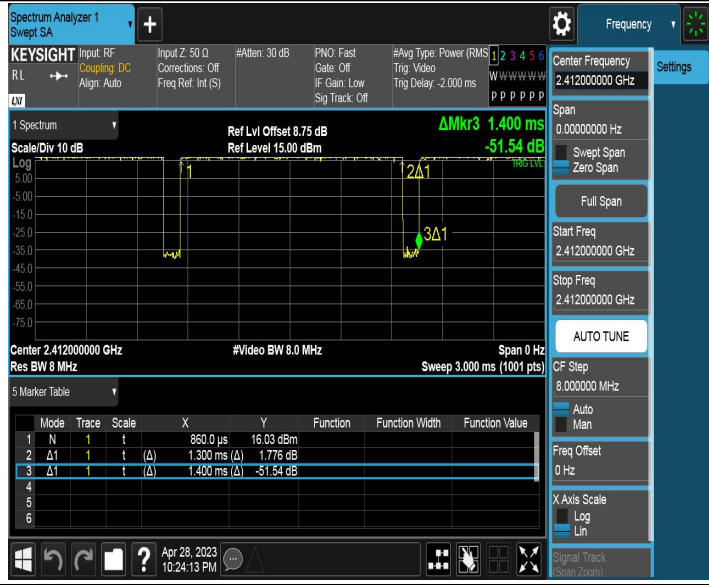 Spectrum Analyzer 1
Swept SA
Frequency
KEYSIGHT
RL
LXI
Input: RF
Coupling: DC
Align: Auto
Input Z: 50 Ω
Corrections: Off
Freq Ref: Int (S)
#Atten: 30 dB
PNO: Fast
Gate: Off
IF Gain: Low
Sig Track: Off
#Avg Type: Power (RMS
Trig: Video
Trig Delay: -2.000 ms
1 2 3 4 5 6
W W W W W W
P P P P P P
Center Frequency
2.412000000 GHz
Settings
1 Spectrum
Scale/Div 10 dB
Ref Lvl Offset 8.75 dB
Ref Level 15.00 dBm
ΔMkr3 1.400 ms
-51.54 dB
Log
5.00
-5.00
-15.0
-25.0
-35.0
-45.0
-55.0
-65.0
-75.0
1
2Δ1
3Δ1
TRIG LVL
Center 2.412000000 GHz
Res BW 8 MHz
#Video BW 8.0 MHz
Span 0 Hz
Sweep 3.000 ms (1001 pts)
Span
0.00000000 Hz
Swept Span
Zero Span
Full Span
Start Freq
2.412000000 GHz
Stop Freq
2.412000000 GHz
AUTO TUNE
CF Step
8.000000 MHz
Auto
Man
Freq Offset
0 Hz
X Axis Scale
Log
Lin
Signal Track
(Span Zoom)
5 Marker Table
Mode Trace Scale X Y Function Function Width Function Value
1 N 1 t 860.0 µs 16.03 dBm
2 Δ1 1 t (Δ) 1.300 ms (Δ) 1.776 dB
3 Δ1 1 t (Δ) 1.400 ms (Δ) -51.54 dB
4
5
6
Apr 28, 2023
10:24:13 PM